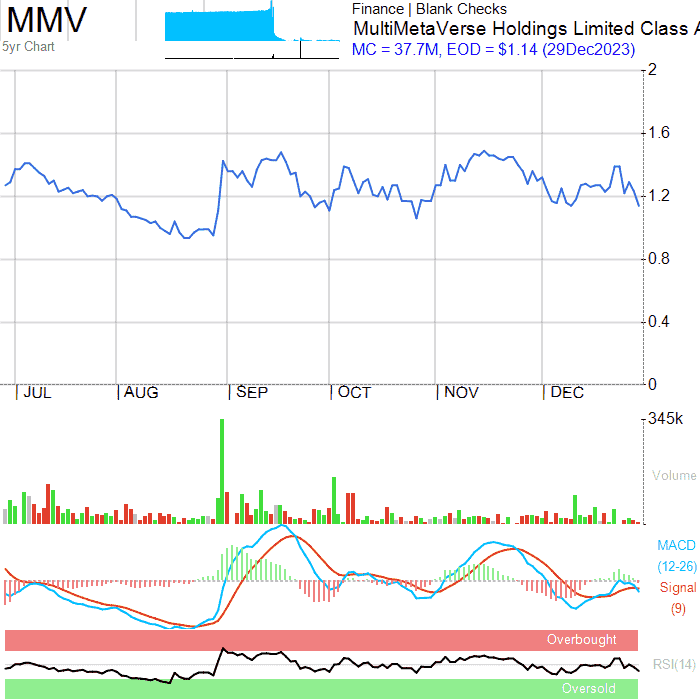 MMV
5yr Chart
Finance | Blank Checks
MultiMetaVerse Holdings Limited Class A
MC = 37.7M, EOD = $1.14 (29Dec2023)
2
1.6
1.2
0.8
0.4
0
JUL AUG SEP OCT NOV DEC
345k
Volume
MACD
(12-26)
Signal
(9)
Overbought
RSI(14)
Oversold